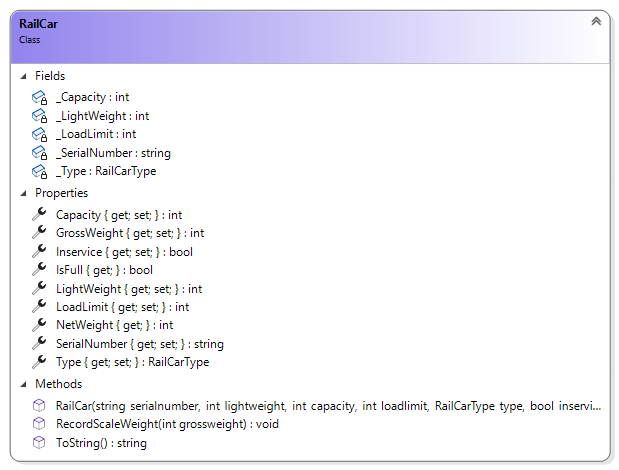 RailCar
Class
Fields
_Capacity : int
_LightWeight : int
_LoadLimit : int
_SerialNumber : string
_Type : RailCarType
Properties
Capacity { get; set; } : int
GrossWeight { get; set; } : int
Inservice { get; set; } : bool
IsFull { get; } : bool
LightWeight { get; set; } : int
LoadLimit { get; set; } : int
NetWeight { get; } : int
SerialNumber { get; set; } : string
Type { get; set; } : RailCarType
Methods
RailCar(string serialnumber, int lightweight, int capacity, int loadlimit, RailCarType type, bool inservi...
RecordScaleWeight(int grossweight) : void
ToString() : string